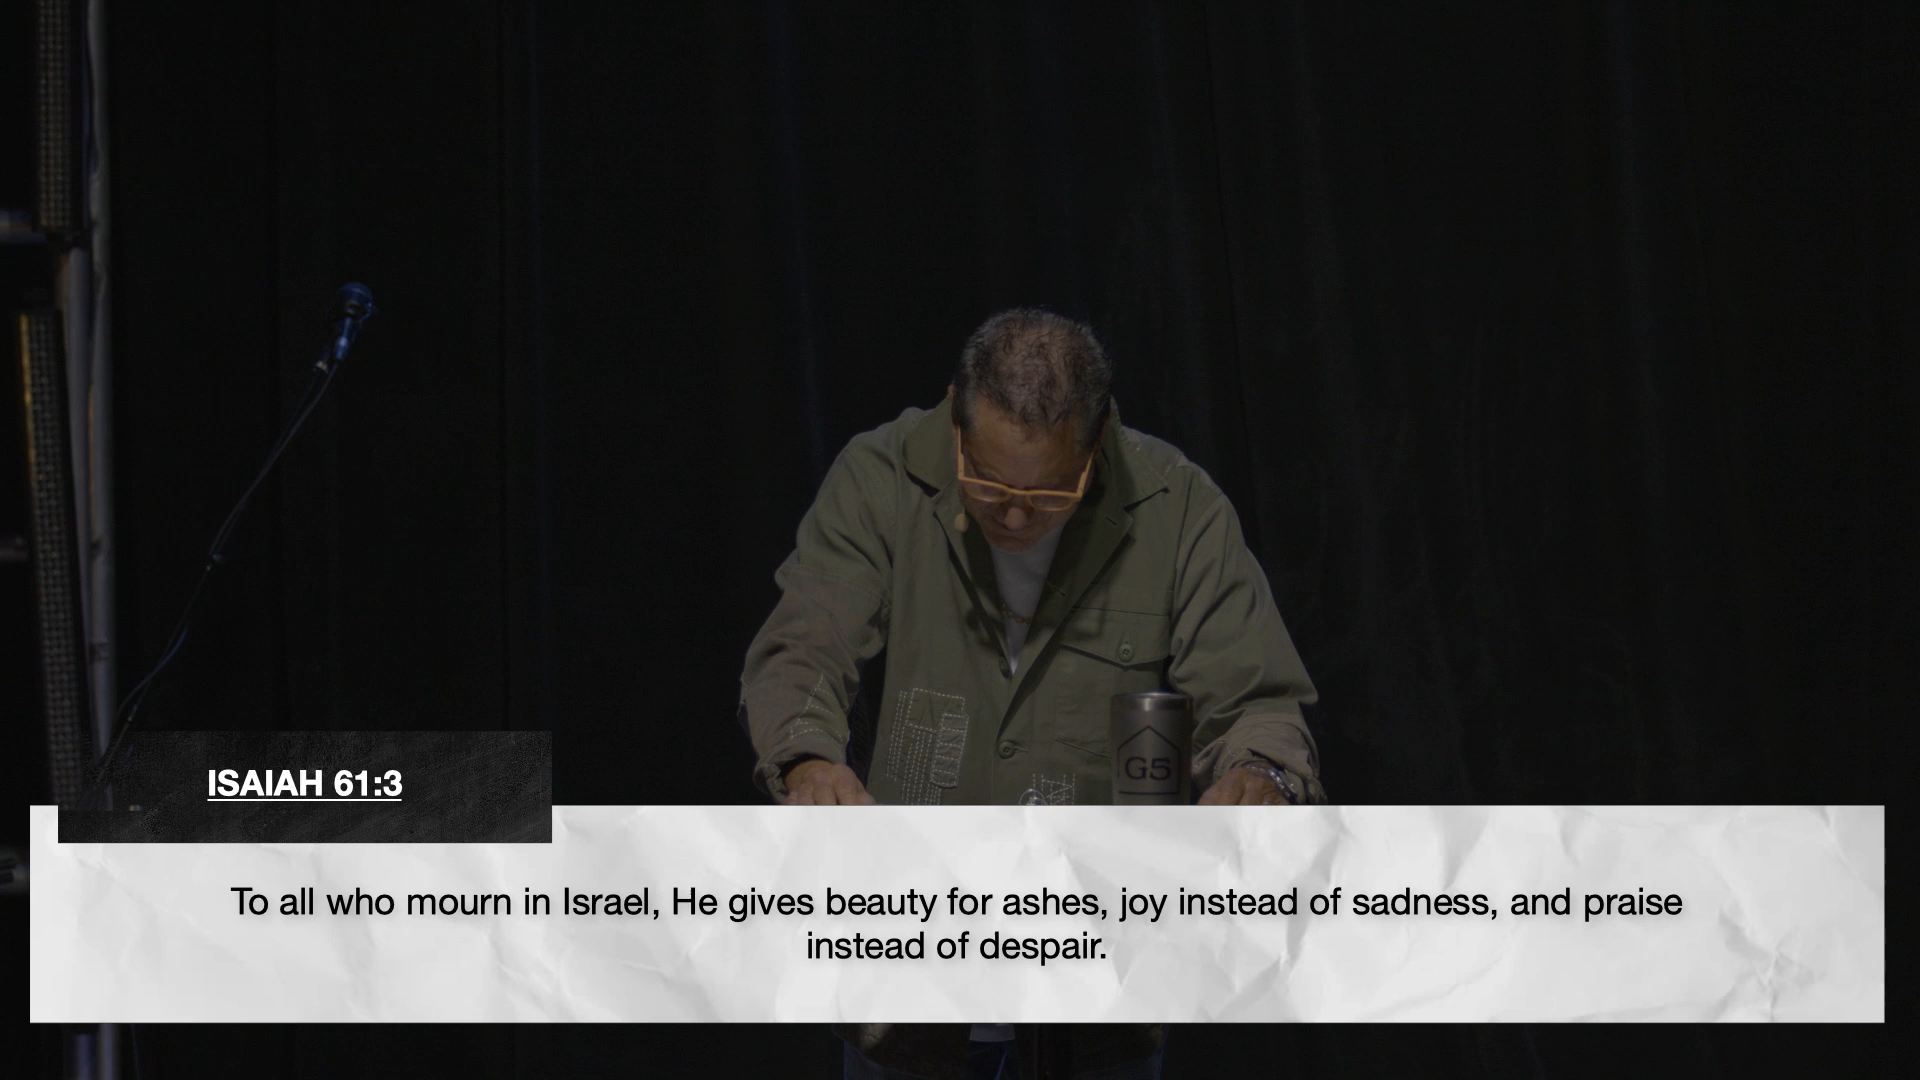 G5
ISAIAH 61:3
To all who mourn in Israel, He gives beauty for ashes, joy instead of sadness, and praise
instead of despair.